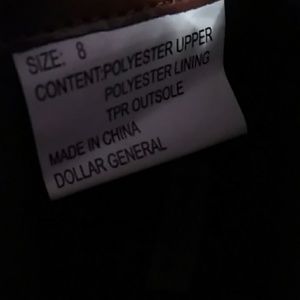 SIZE: 8
CONTENT:POLYESTER UPPER
POLYESTER LINING
TPR OUTSOLE
MADE IN CHINA
DOLLAR GENERAL